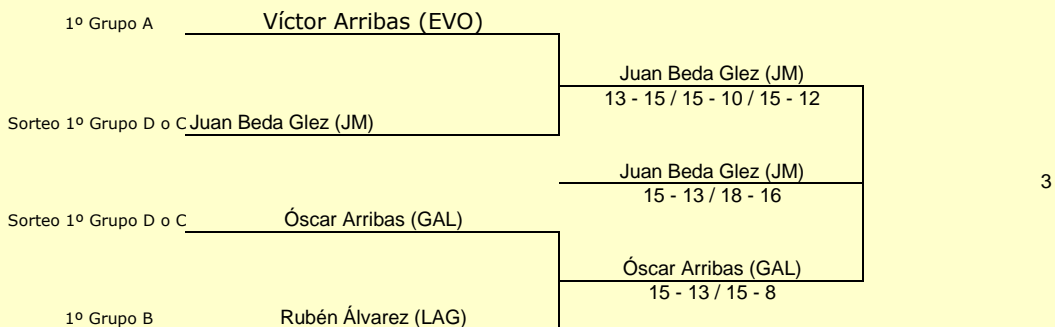 1º Grupo A Víctor Arribas (EVO)
Juan Beda Glez (JM)
13 - 15 / 15 - 10 / 15 - 12
Sorteo 1º Grupo D o C Juan Beda Glez (JM)
Juan Beda Glez (JM)
15 - 13 / 18 - 16
3
Sorteo 1º Grupo D o C Óscar Arribas (GAL)
Óscar Arribas (GAL)
15 - 13 / 15 - 8
1º Grupo B Rubén Álvarez (LAG)